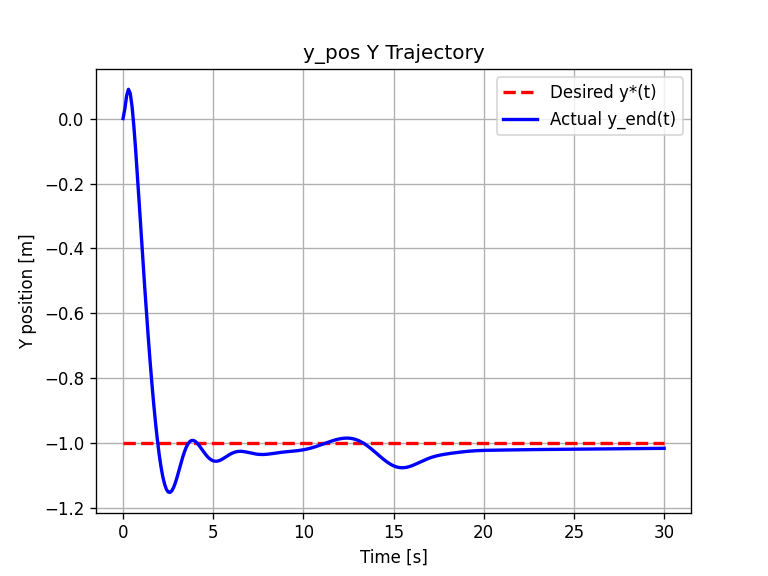 y_pos Y Trajectory
Desired y*(t)
Actual y_end(t)
Y position [m]
0.0
−0.2
−0.4
−0.6
−0.8
−1.0
−1.2
0
5
10
15
20
25
30
Time [s]